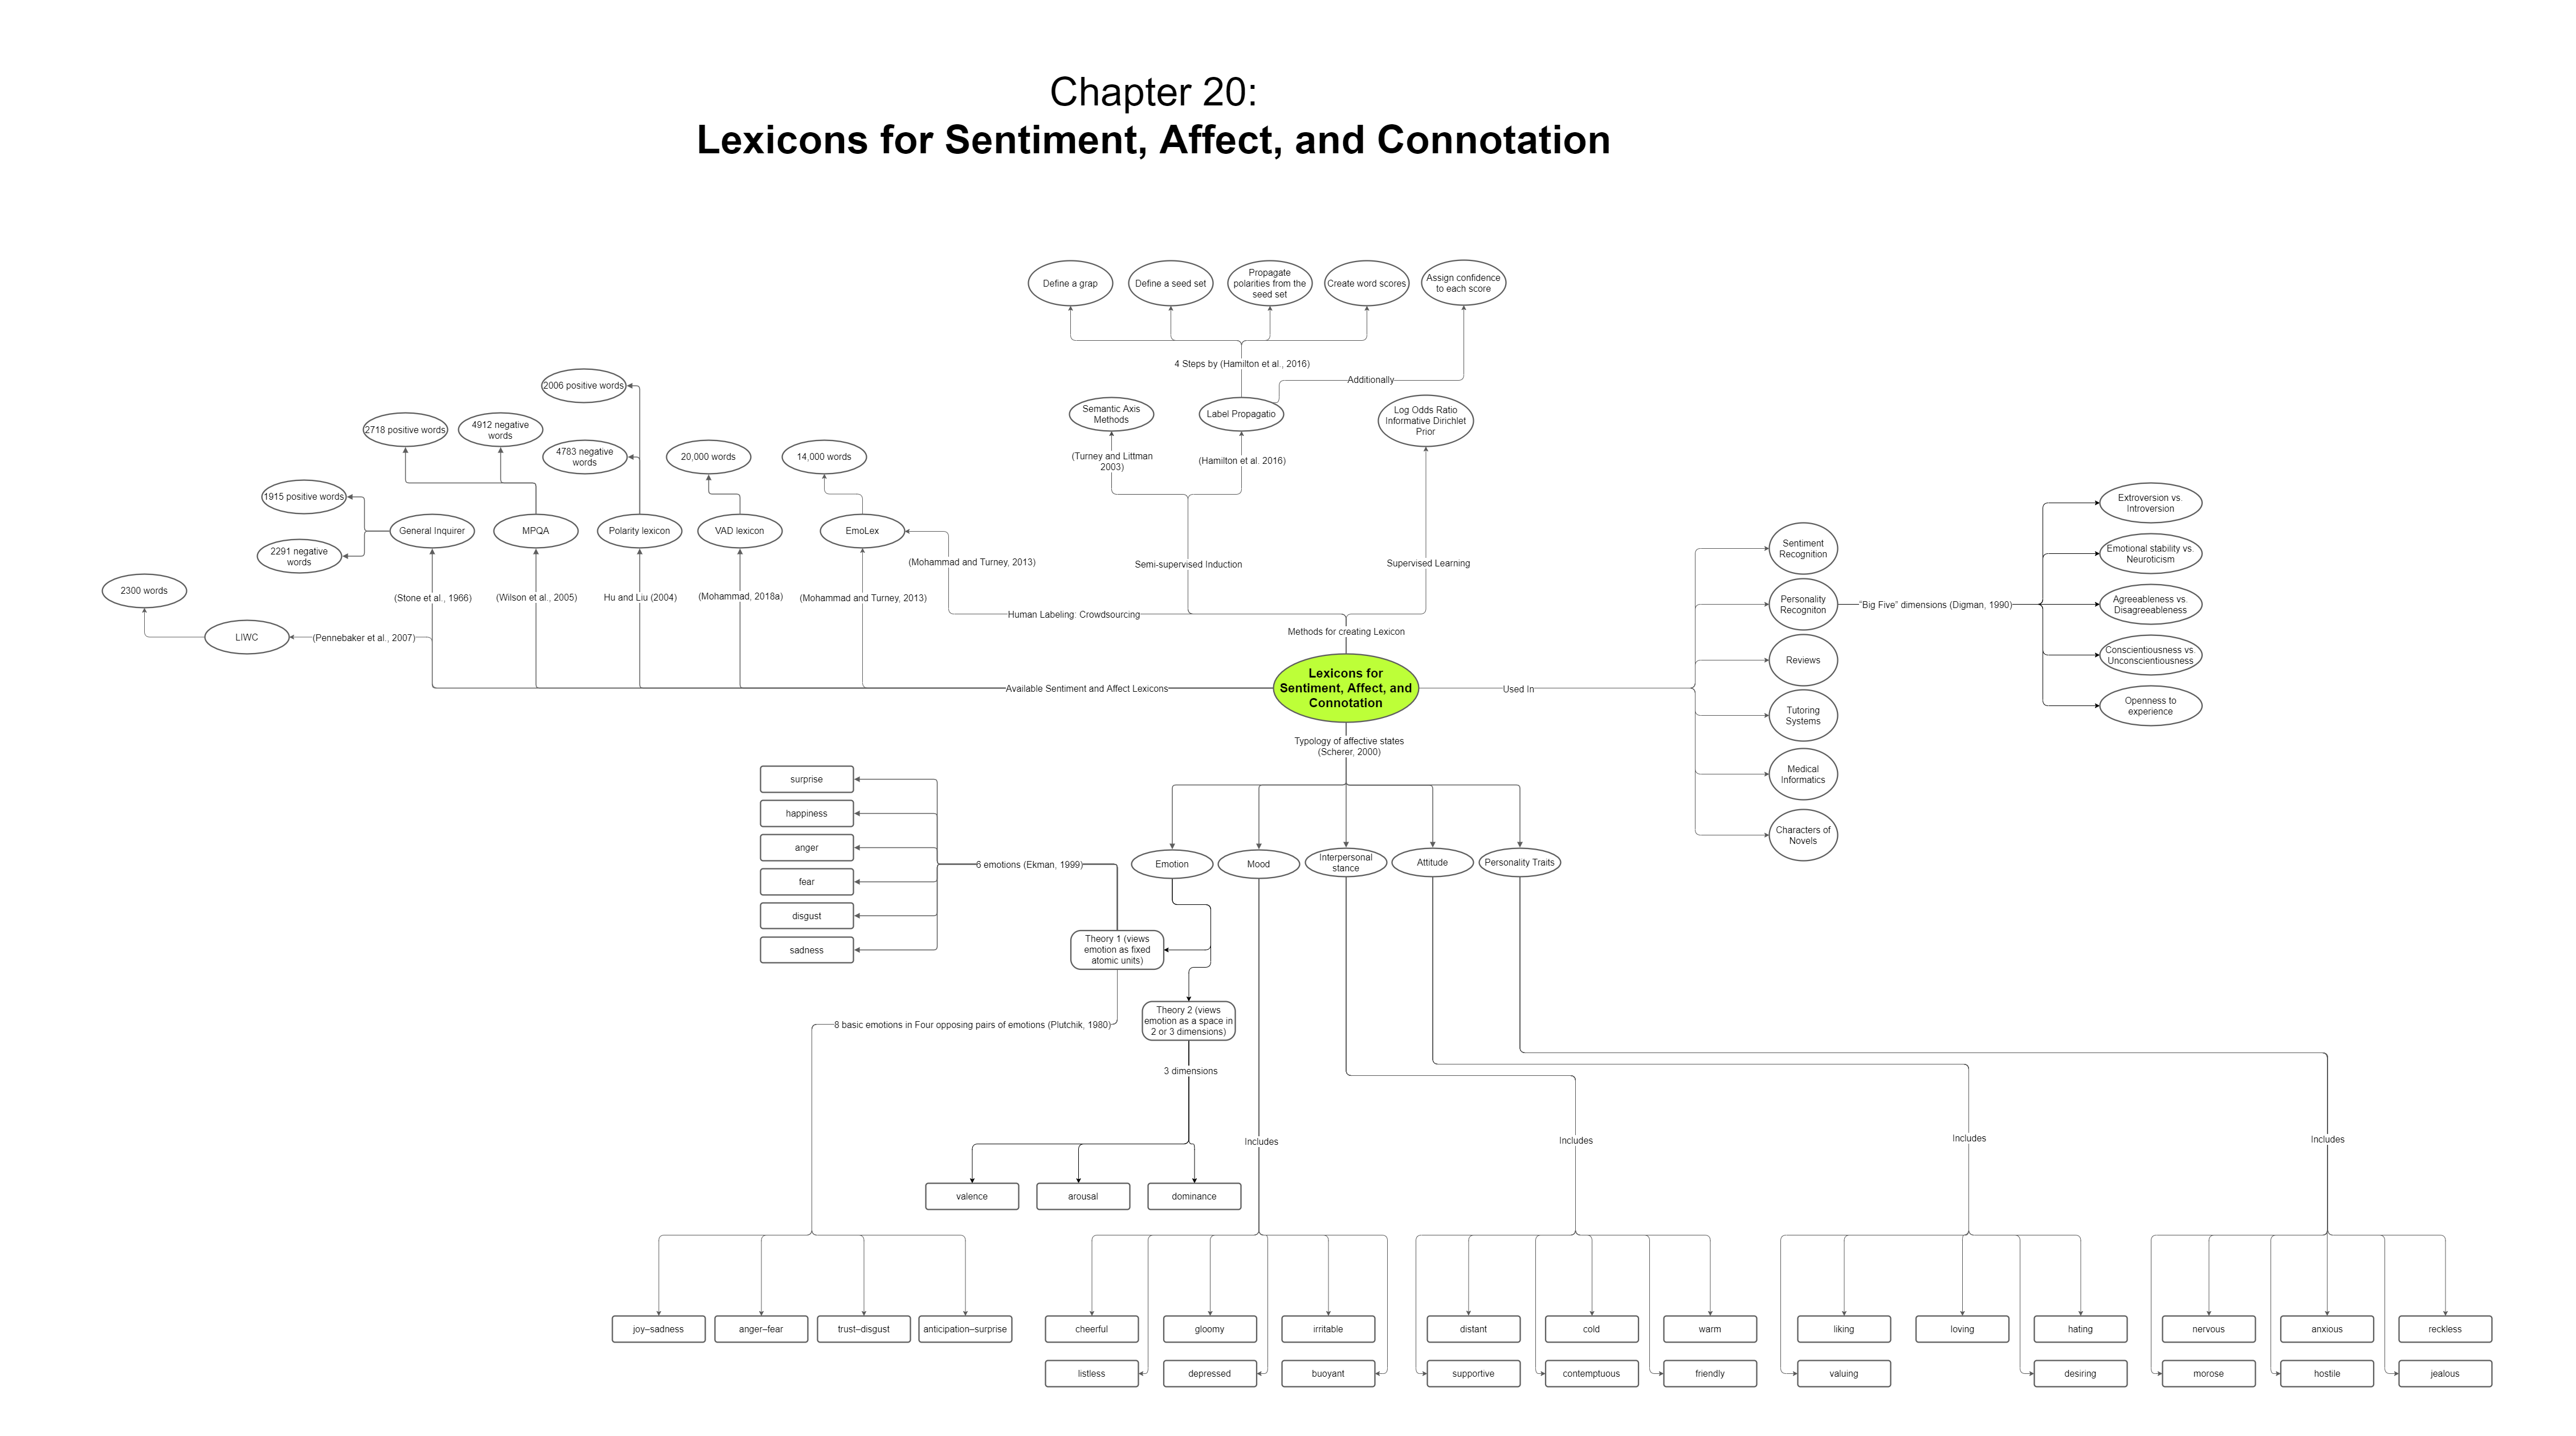 Chapter 20:
Lexicons for Sentiment, Affect, and Connotation
Define a grap
Define a seed set
Propagate
polarities from the
seed set
Create word scores
Assign confidence
to each score
4 Steps by (Hamilton et al., 2016)
Additionally
2006 positive words
2718 positive words
4912 negative
words
4783 negative
words
20,000 words
14,000 words
Semantic Axis
Methods
Label Propagatio
Log Odds Ratio
Informative Dirichlet
Prior
(Turney and Littman
2003)
(Hamilton et al. 2016)
1915 positive words
2291 negative
words
General Inquirer
MPQA
Polarity lexicon
VAD lexicon
EmoLex
(Mohammad and Turney, 2013)
Semi-supervised Induction
Supervised Learning
2300 words
(Stone et al., 1966)
(Wilson et al., 2005)
Hu and Liu (2004)
(Mohammad, 2018a)
(Mohammad and Turney, 2013)
Human Labeling: Crowdsourcing
LIWC
(Pennebaker et al., 2007)
Methods for creating Lexicon
Available Sentiment and Affect Lexicons
Lexicons for
Sentiment, Affect, and
Connotation
Used In
Sentiment
Recognition
Personality
Recogniton
Reviews
Tutoring
Systems
Medical
Informatics
Characters of
Novels
"Big Five" dimensions (Digman, 1990)
Extroversion vs.
Introversion
Emotional stability vs.
Neuroticism
Agreeableness vs.
Disagreeableness
Conscientiousness vs.
Unconscientiousness
Openness to
experience
Typology of affective states
(Scherer, 2000)
Emotion
Mood
Interpersonal
stance
Attitude
Personality Traits
6 emotions (Ekman, 1999)
surprise
happiness
anger
fear
disgust
sadness
Theory 1 (views
emotion as fixed
atomic units)
Theory 2 (views
emotion as a space in
2 or 3 dimensions)
8 basic emotions in Four opposing pairs of emotions (Plutchik, 1980)
3 dimensions
valence
arousal
dominance
Includes
Includes
Includes
Includes
joy–sadness
anger–fear
trust–disgust
anticipation–surprise
cheerful
gloomy
irritable
listless
depressed
buoyant
distant
cold
warm
supportive
contemptuous
friendly
liking
loving
hating
valuing
desiring
nervous
anxious
reckless
morose
hostile
jealous